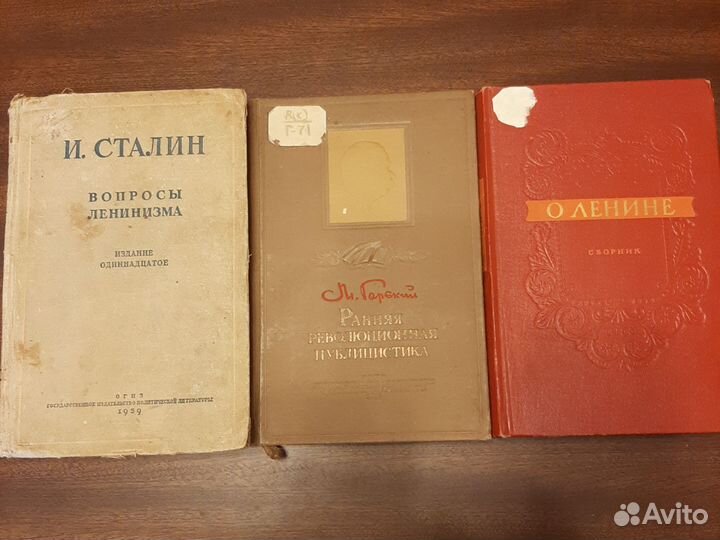 И. СТАЛИН
ВОПРОСЫ
ЛЕНИНИЗМА
ИЗДАНИЕ
ОДИННАДЦАТОЕ
ОГИЗ
ГОСУДАРСТВЕННОЕ ИЗДАТЕЛЬСТВО ПОЛИТИЧЕСКОЙ ЛИТЕРАТУРЫ
1939
Г-71
М. Горький
РАННЯЯ
РЕВОЛЮЦИОННАЯ
ПУБЛИЦИСТИКА
О ЛЕНИНЕ
СБОРНИК
Avito